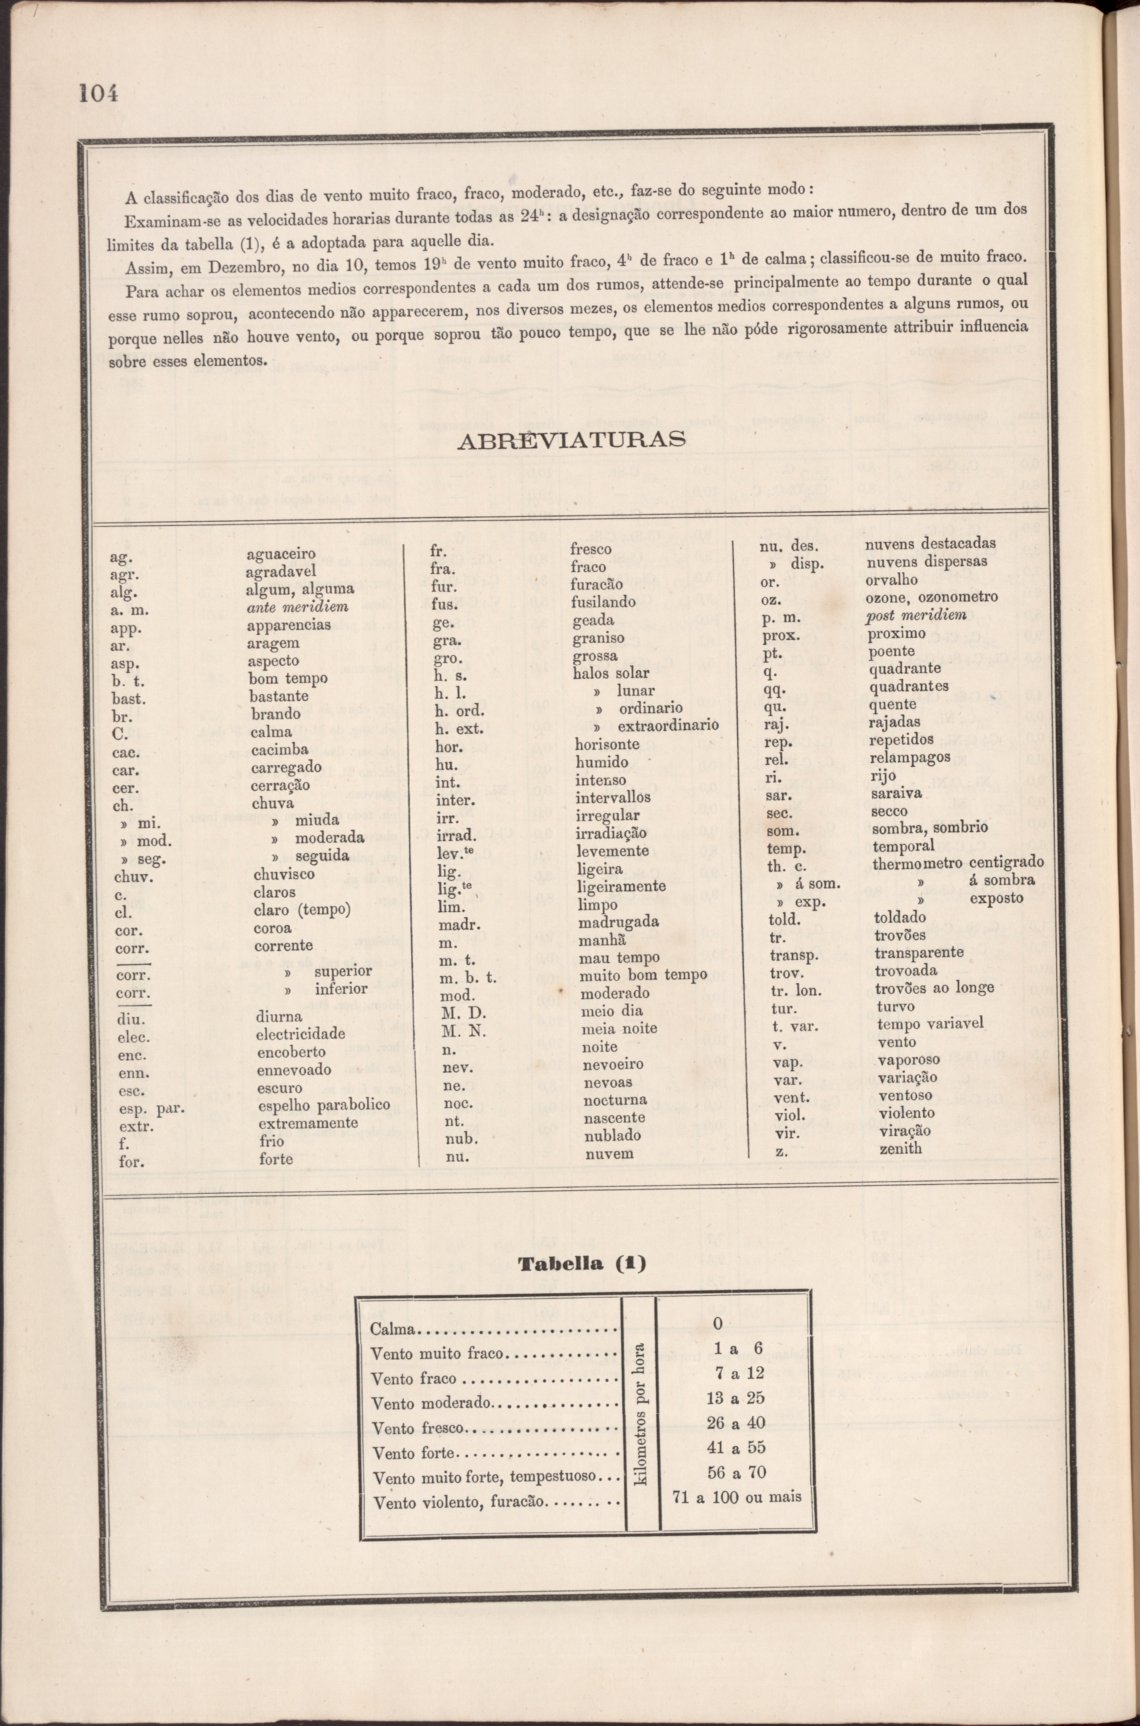 104
A classificação dos dias de vento muito fraco, fraco, moderado, etc., faz-se do seguinte modo :
Examinam-se as velocidades horarias durante todas as 24ʰ: a designação correspondente ao maior numero, dentro de um dos
limites da tabella (1), é a adoptada para aquelle dia.
Assim, em Dezembro, no dia 10, temos 19ʰ de vento muito fraco, 4ʰ de fraco e 1ʰ de calma; classificou-se de muito fraco.
Para achar os elementos medios correspondentes a cada um dos rumos, attende-se principalmente ao tempo durante o qual
esse rumo soprou, acontecendo não apparecerem, nos diversos mezes, os elementos medios correspondentes a alguns rumos, ou
porque nelles não houve vento, ou porque soprou tão pouco tempo, que se lhe não póde rigorosamente attribuir influencia
sobre esses elementos.
ABREVIATURAS
ag. aguaceiro
agr. agradavel
alg. algum, alguma
a. m. ante meridiem
app. apparencias
ar. aragem
asp. aspecto
b. t. bom tempo
bast. bastante
br. brando
C. calma
cac. cacimba
car. carregado
cer. cerração
ch. chuva
» mi. » miuda
» mod. » moderada
» seg. » seguida
chuv. chuvisco
c. claros
cl. claro (tempo)
cor. coroa
corr. corrente
corr. » superior
corr. » inferior
diu. diurna
elec. electricidade
enc. encoberto
enn. ennevoado
esc. escuro
esp. par. espelho parabolico
extr. extremamente
f. frio
for. forte
fr. fresco
fra. fraco
fur. furacão
fus. fusilando
ge. geada
gra. graniso
gro. grossa
h. s. halos solar
h. l. » lunar
h. ord. » ordinario
h. ext. » extraordinario
hor. horisonte
hu. humido
int. intenso
inter. intervallos
irr. irregular
irrad. irradiação
lev.te levemente
lig. ligeira
lig.te ligeiramente
lim. limpo
madr. madrugada
m. manhã
m. t. mau tempo
m. b. t. muito bom tempo
mod. moderado
M. D. meio dia
M. N. meia noite
n. noite
nev. nevoeiro
ne. nevoas
noc. nocturna
nt. nascente
nub. nublado
nu. nuvem
nu. des. nuvens destacadas
» disp. nuvens dispersas
or. orvalho
oz. ozone, ozonometro
p. m. post meridiem
prox. proximo
pt. poente
q. quadrante
qq. quadrantes
qu. quente
raj. rajadas
rep. repetidos
rel. relampagos
ri. rijo
sar. saraiva
sec. secco
som. sombra, sombrio
temp. temporal
th. c. thermometro centigrado
» á som. » á sombra
» exp. » exposto
told. toldado
tr. trovões
transp. transparente
trov. trovoada
tr. lon. trovões ao longe
tur. turvo
t. var. tempo variavel
v. vento
vap. vaporoso
var. variação
vent. ventoso
viol. violento
vir. viração
z. zenith
Tabella (1)
kilometros por hora
Calma....................... 0
Vento muito fraco............. 1 a 6
Vento fraco .................. 7 a 12
Vento moderado............... 13 a 25
Vento fresco.................. 26 a 40
Vento forte................... 41 a 55
Vento muito forte, tempestuoso... 56 a 70
Vento violento, furacão......... 71 a 100 ou mais